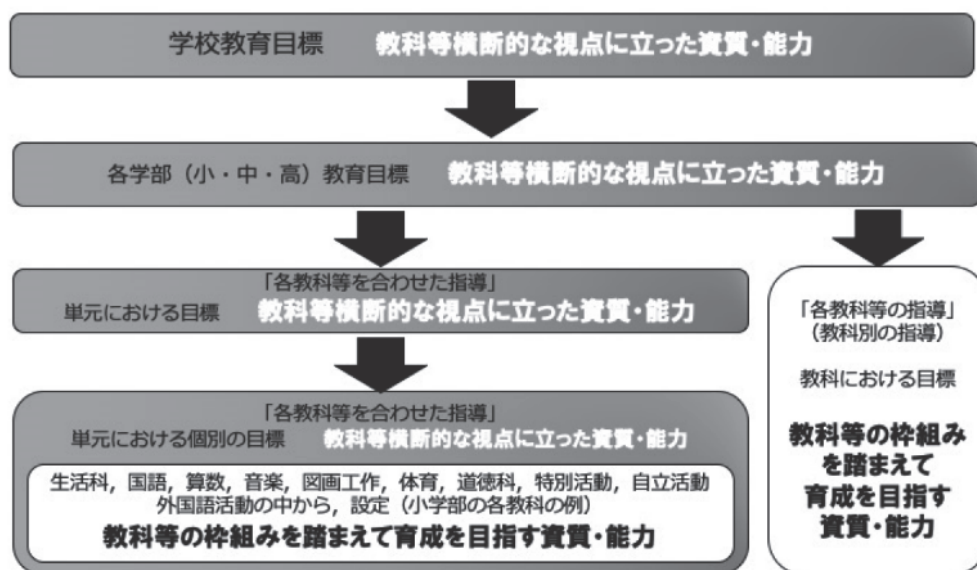 学校教育目標　教科等横断的な視点に立った資質・能力
各学部（小・中・高）教育目標　教科等横断的な視点に立った資質・能力
「各教科等を合わせた指導」
単元における目標　教科等横断的な視点に立った資質・能力
「各教科等を合わせた指導」
単元における個別の目標　教科等横断的な視点に立った資質・能力
生活科，国語，算数，音楽，図画工作，体育，道徳科，特別活動，自立活動
外国語活動の中から，設定（小学部の各教科の例）
教科等の枠組みを踏まえて育成を目指す資質・能力
「各教科等の指導」
（教科別の指導）
教科における目標
教科等の枠組み
を踏まえて
育成を目指す
資質・能力